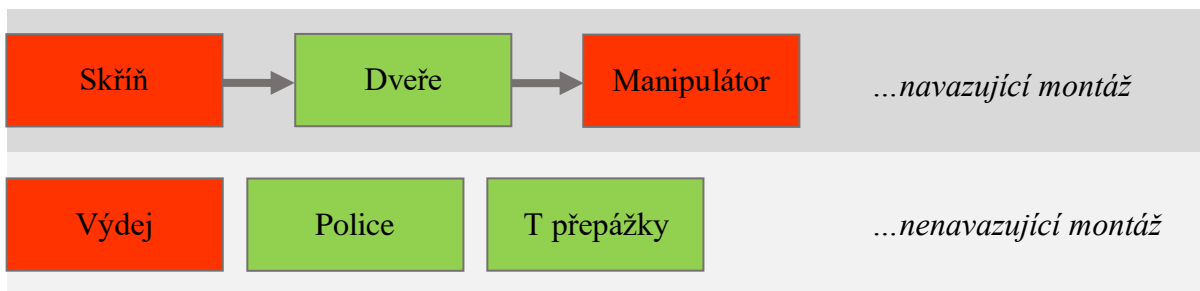 Skříň Dveře Manipulátor ...navazující montáž
Výdej Police T přepážky ...nenavazující montáž